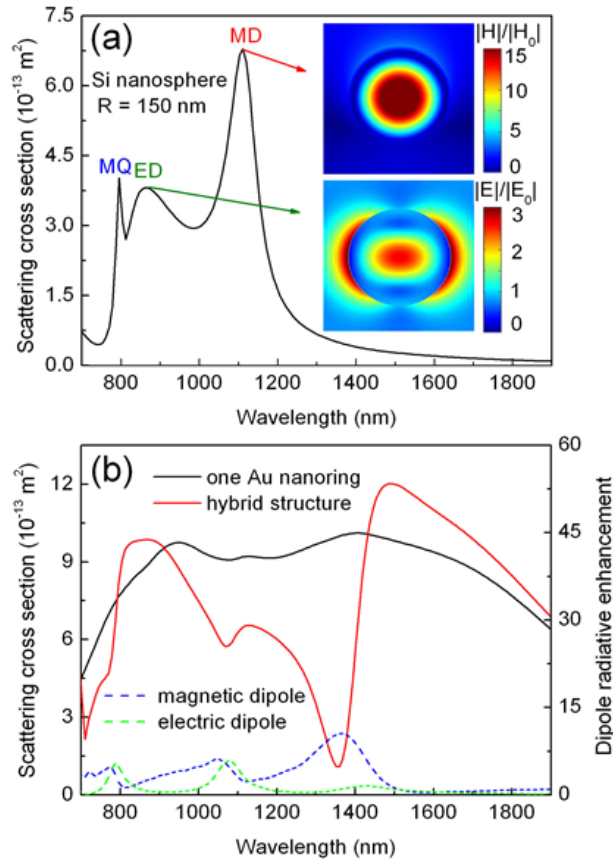 (a)
MD
|H|/|H₀|
Si nanosphere
R = 150 nm
MQ
ED
|E|/|E₀|
15
10
5
0
3
2
1
0
Scattering cross section (10⁻¹³ m²)
7.5
6.0
4.5
3.0
1.5
0.0
800 1000 1200 1400 1600 1800
Wavelength (nm)
(b)
one Au nanoring
hybrid structure
magnetic dipole
electric dipole
Scattering cross section (10⁻¹³ m²)
12
9
6
3
0
Dipole radiative enhancement
60
45
30
15
0
800 1000 1200 1400 1600 1800
Wavelength (nm)